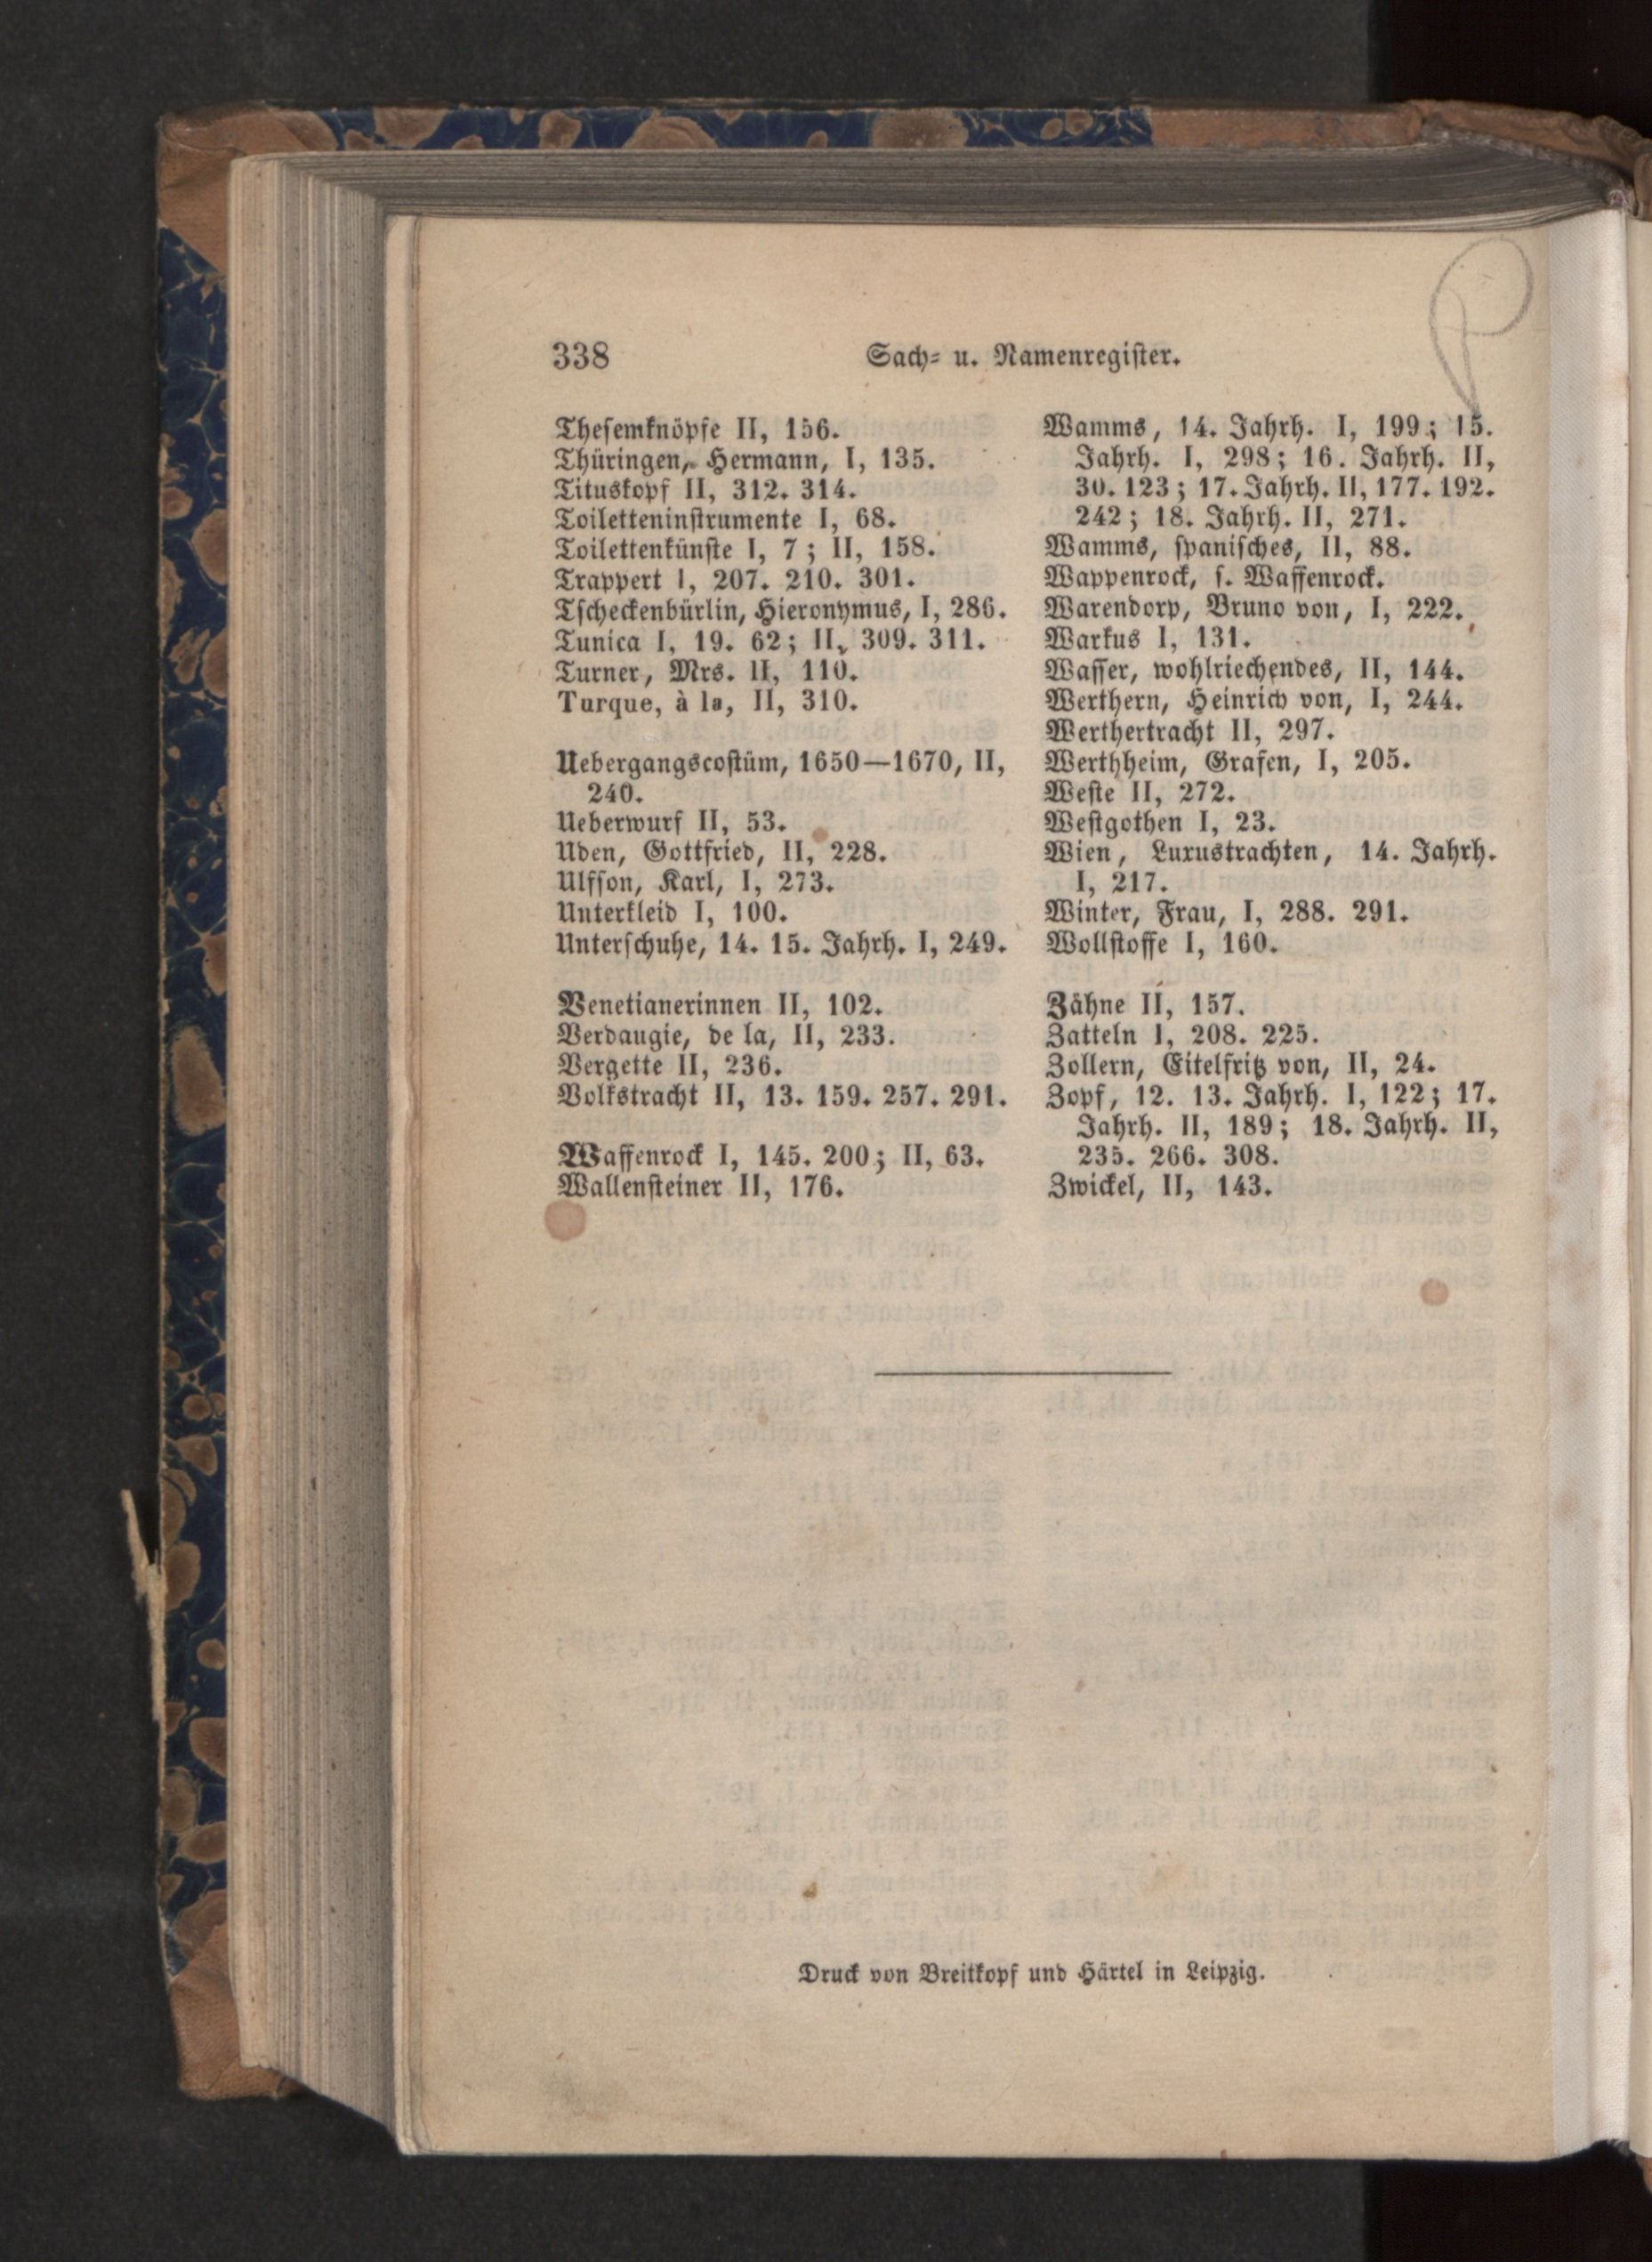 338
Sach- u. Namenregister.
Thesemknöpfe II, 156.
Thüringen, Hermann, I, 135.
Tituskopf II, 312. 314.
Toiletteninstrumente I, 68.
Toilettenkünste I, 7; II, 158.
Trappert I, 207. 210. 301.
Tscheckenbürlin, Hieronymus, I, 286.
Tunica I, 19. 62; II, 309. 311.
Turner, Mrs. II, 110.
Turque, à la, II, 310.
Uebergangscostüm, 1650—1670, II,
240.
Ueberwurf II, 53.
Uden, Gottfried, II, 228.
Ulfson, Karl, I, 273.
Unterkleid I, 100.
Unterschuhe, 14. 15. Jahrh. I, 249.
Venetianerinnen II, 102.
Verdaugie, de la, II, 233.
Vergette II, 236.
Volkstracht II, 13. 159. 257. 291.
Waffenrock I, 145. 200; II, 63.
Wallensteiner II, 176.
Wamms, 14. Jahrh. I, 199; 15.
Jahrh. I, 298; 16. Jahrh. II,
30. 123; 17. Jahrh. II, 177. 192.
242; 18. Jahrh. II, 271.
Wamms, spanisches, II, 88.
Wappenrock, s. Waffenrock.
Warendorp, Bruno von, I, 222.
Warkus I, 131.
Wasser, wohlriechendes, II, 144.
Werthern, Heinrich von, I, 244.
Werthertracht II, 297.
Werthheim, Grafen, I, 205.
Weste II, 272.
Westgothen I, 23.
Wien, Luxustrachten, 14. Jahrh.
I, 217.
Winter, Frau, I, 288. 291.
Wollstoffe I, 160.
Zähne II, 157.
Zatteln I, 208. 225.
Zollern, Eitelfritz von, II, 24.
Zopf, 12. 13. Jahrh. I, 122; 17.
Jahrh. II, 189; 18. Jahrh. II,
235. 266. 308.
Zwickel, II, 143.
Druck von Breitkopf und Härtel in Leipzig.